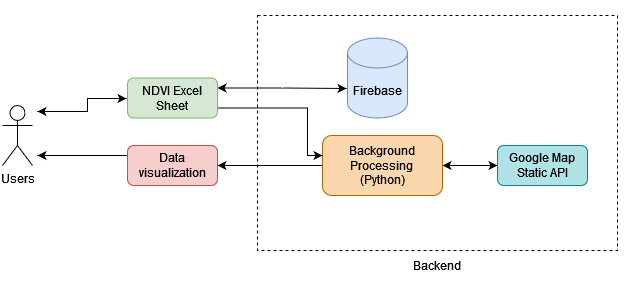 NDVI Excel
Sheet
Firebase
Users
Data
visualization
Background
Processing
(Python)
Google Map
Static API
Backend